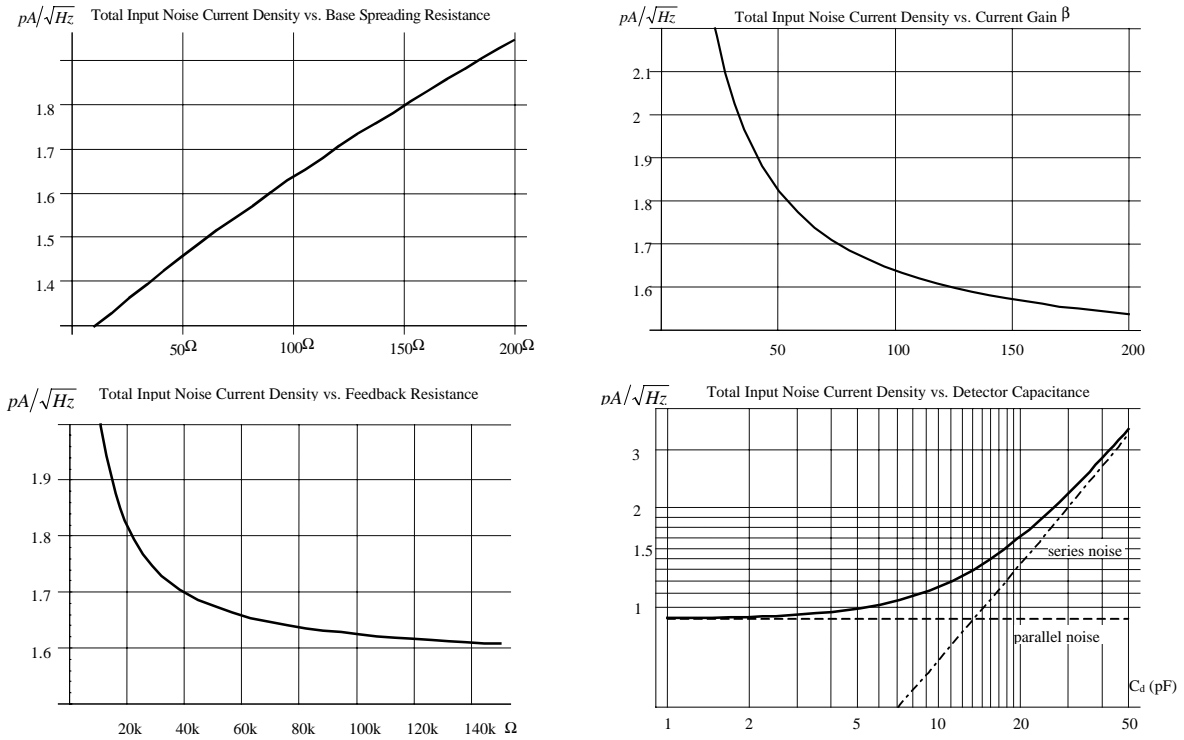 pA/√Hz Total Input Noise Current Density vs. Base Spreading Resistance
1.8
1.7
1.6
1.5
1.4
50Ω 100Ω 150Ω 200Ω
pA/√Hz Total Input Noise Current Density vs. Current Gain β
2.1
2
1.9
1.8
1.7
1.6
50 100 150 200
pA/√Hz Total Input Noise Current Density vs. Feedback Resistance
1.9
1.8
1.7
1.6
20k 40k 60k 80k 100k 120k 140k Ω
pA/√Hz Total Input Noise Current Density vs. Detector Capacitance
3
2
1.5
series noise
1
parallel noise
Cd (pF)
1 2 5 10 20 50